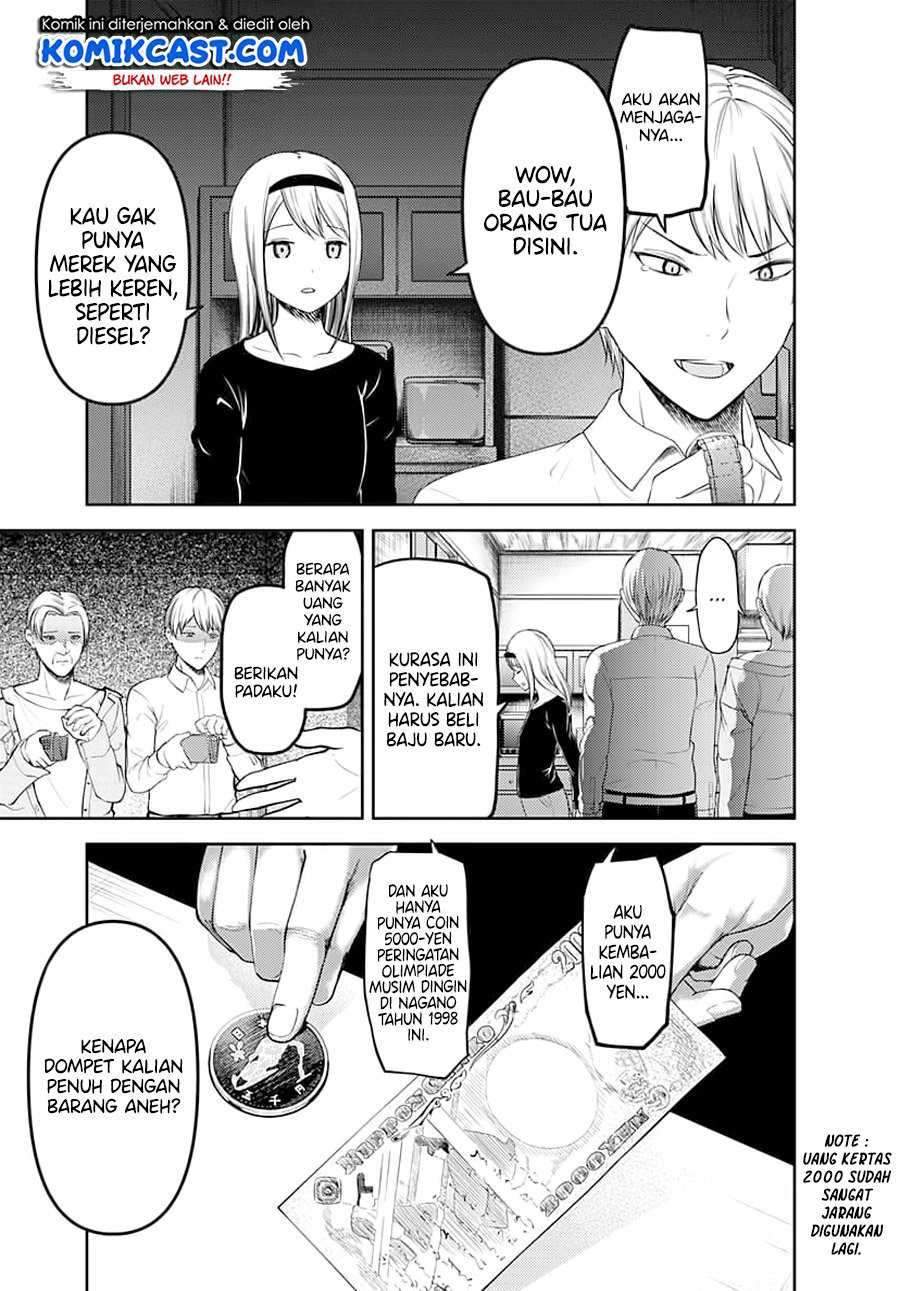 Komik ini diterjemahkan & diedit oleh
KOMIKCAST.COM
BUKAN WEB LAIN!!
AKU AKAN
MENJAGA-
NYA...
WOW,
BAU-BAU
ORANG TUA
DISINI.
KAU GAK
PUNYA
MEREK YANG
LEBIH KEREN,
SEPERTI
DIESEL?
...
KURASA INI
PENYEBAB-
NYA. KALIAN
HARUS BELI
BAJU BARU.
BERAPA
BANYAK
UANG YANG
KALIAN
PUNYA?
BERIKAN
PADAKU!
AKU
PUNYA
KEMBA-
LIAN 2000
YEN...
DAN AKU
HANYA
PUNYA COIN
5000-YEN
PERINGATAN
OLIMPIADE
MUSIM DINGIN
DI NAGANO
TAHUN 1998
INI.
KENAPA
DOMPET KALIAN
PENUH DENGAN
BARANG ANEH?
NOTE :
UANG KERTAS
2000 SUDAH
SANGAT
JARANG
DIGUNAKAN
LAGI.